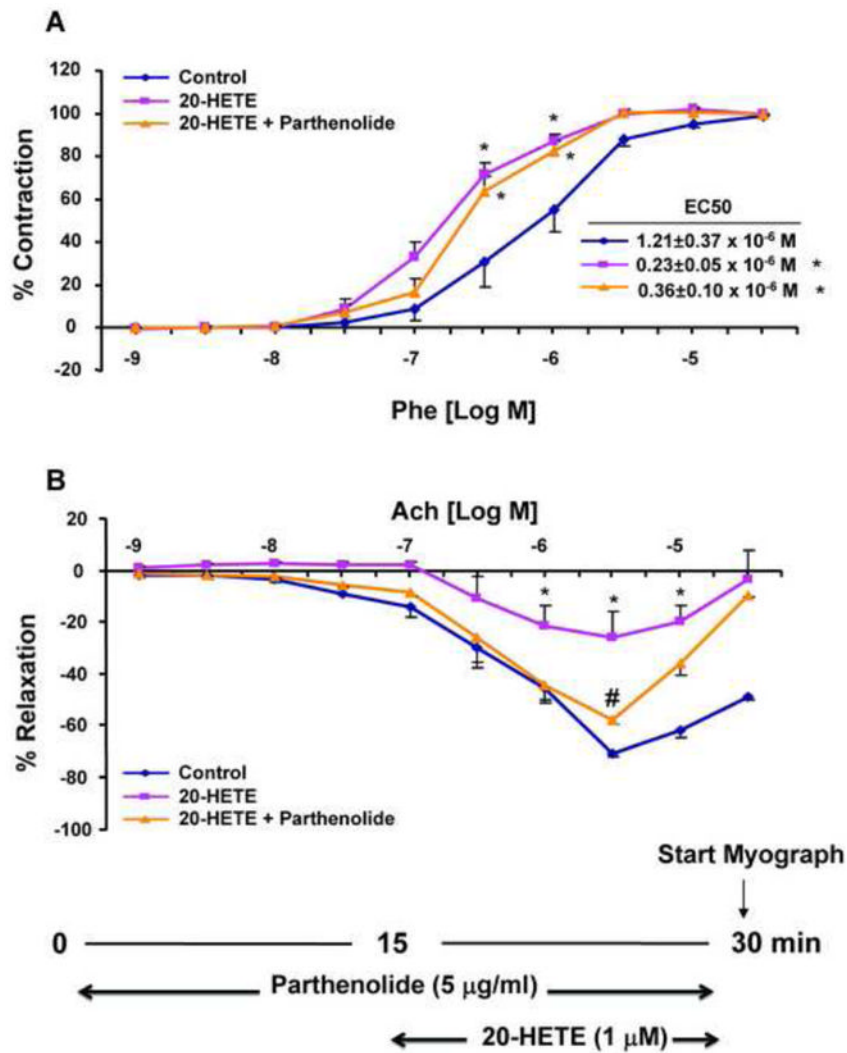 A
120
100
80
60
40
20
0
-20
% Contraction
Control
20-HETE
20-HETE + Parthenolide
* *
* *
EC50
1.21±0.37 x 10⁻⁶ M
0.23±0.05 x 10⁻⁶ M *
0.36±0.10 x 10⁻⁶ M *
-9 -8 -7 -6 -5
Phe [Log M]
B
Ach [Log M]
-9 -8 -7 -6 -5
20
0
-20
-40
-60
-80
-100
% Relaxation
* * *
#
Control
20-HETE
20-HETE + Parthenolide
Start Myograph
0 15 30 min
Parthenolide (5 μg/ml)
20-HETE (1 μM)